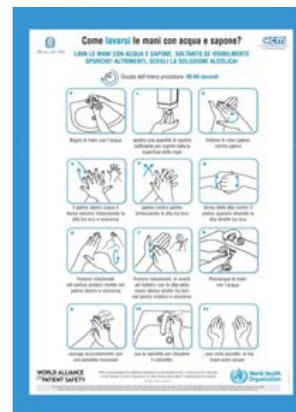 Come lavarsi le mani con acqua e sapone?
LAVA LE MANI CON ACQUA E SAPONE, SOLTANTO SE VISIBILMENTE
SPORCHE! ALTRIMENTI, SCEGLI LA SOLUZIONE ALCOLICA!
Durata dell'intera procedura: 40-60 secondi
Bagna le mani con l'acqua
applica una quantità di sapone
sufficiente per coprire tutta la
superficie delle mani
friziona le mani palmo
contro palmo
il palmo destro sopra il
dorso sinistro intrecciando le
dita tra loro e viceversa
palmo contro palmo
intrecciando le dita tra loro
dorso delle dita contro il
palmo opposto tenendo le
dita strette tra loro
frizione rotazionale
del pollice sinistro stretto nel
palmo destro e viceversa
frizione rotazionale, in avanti
ed indietro con le dita della
mano destra strette tra loro
nel palmo sinistro e viceversa
Risciacqua le mani
con l'acqua
asciuga accuratamente con
una salvietta monouso
usa la salvietta per chiudere
il rubinetto
...una volta asciutte, le tue
mani sono sicure.
WORLD ALLIANCE
for PATIENT SAFETY
World Health
Organization